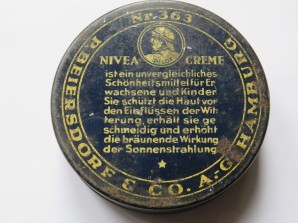 Nr. 363
P. BEIERSDORF & CO. A.-G HAMBURG
NIVEA CREME
ist ein unvergleichliches
Schönheitsmittel für Er
wachsene und Kinder
Sie schützt die Haut vor
den Einflüssen der Wit
terung, erhält sie ge
schmeidig und erhöht
die bräunende Wirkung
der Sonnenstrahlung